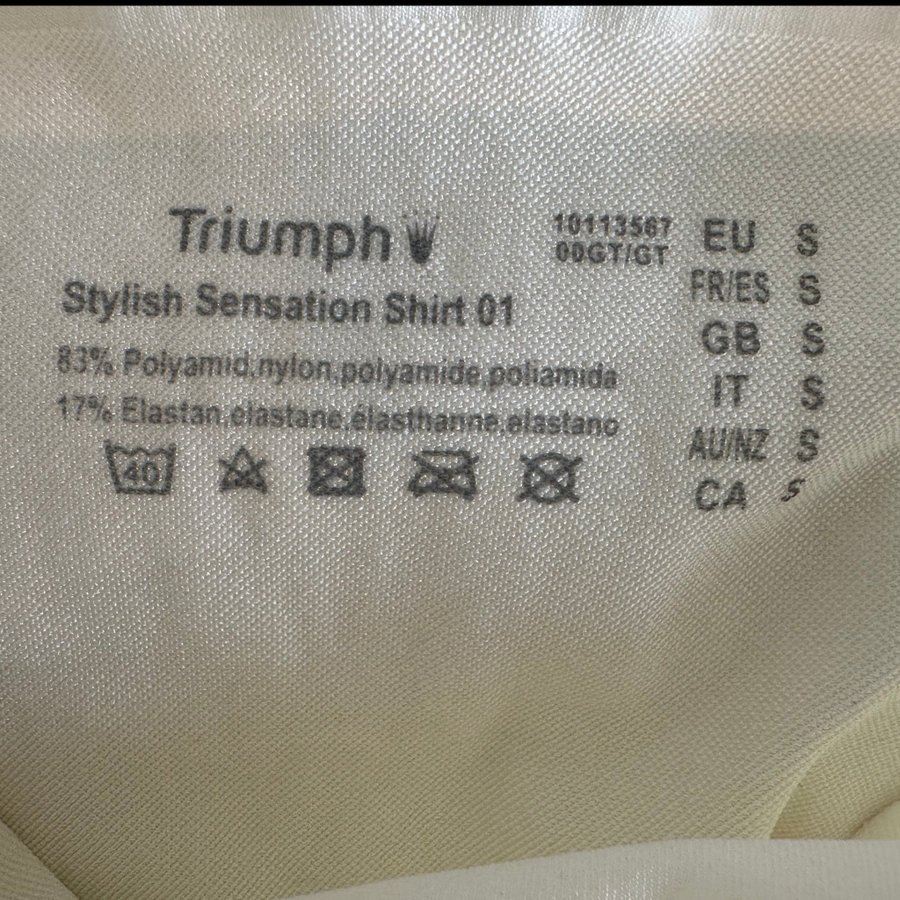 Triumph
Stylish Sensation Shirt 01
83% Polyamid,nylon,polyamide,poliamida
17% Elastan,elastane,élasthanne,elastano
40
10113567
00GT/GT
EU S
FR/ES S
GB S
IT S
AU/NZ S
CA S